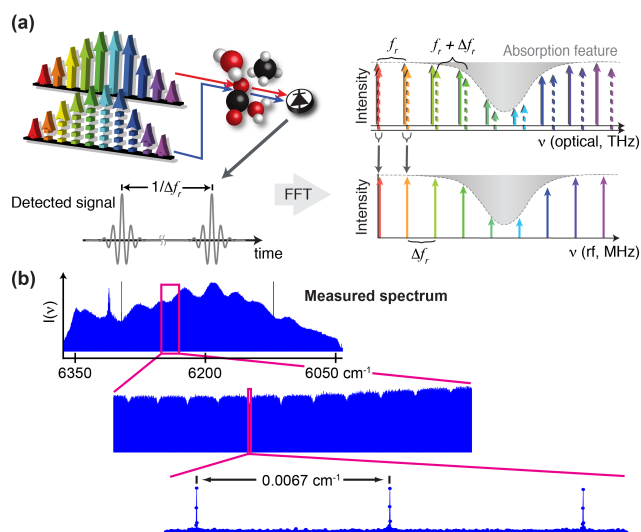 (a)
f_r
f_r + Δf_r
Absorption feature
Intensity
ν (optical, THz)
1/Δf_r
Detected signal
time
FFT
Intensity
Δf_r
ν (rf, MHz)
(b)
I(ν)
Measured spectrum
6350
6200
6050 cm⁻¹
0.0067 cm⁻¹